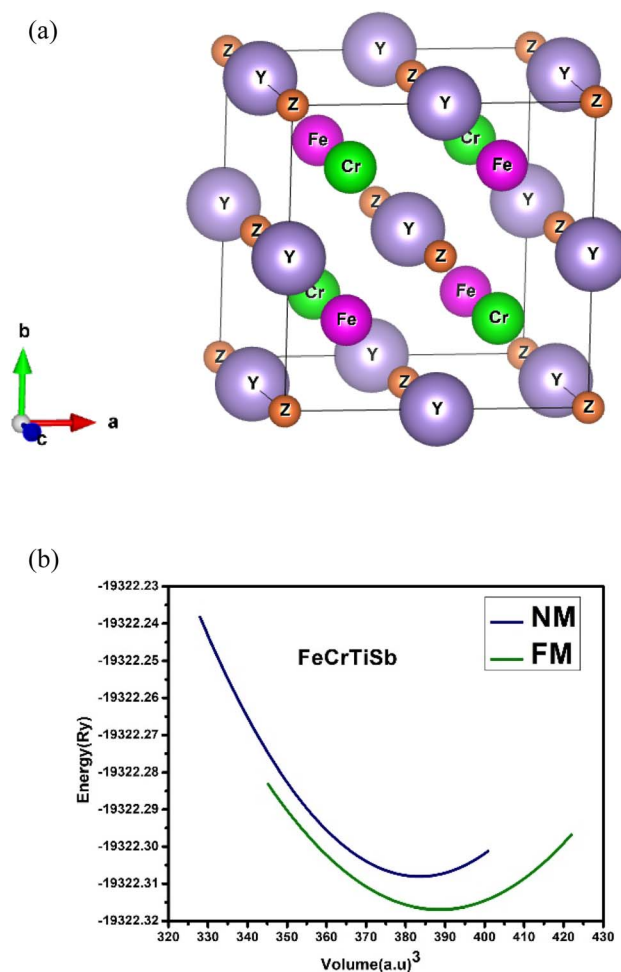 (a)
Z Y Y Z Y
Z Z Y Z
Fe Cr Cr Fe
Y Z Z Y Y Z Y
Y Z
Cr Fe Fe Cr
Z Y Z Y
Y Z Z Y Z
b
a
c
(b)
-19322.23
-19322.24
-19322.25
-19322.26
-19322.27
-19322.28
-19322.29
-19322.30
-19322.31
-19322.32
Energy(Ry)
FeCrTiSb
NM
FM
320 330 340 350 360 370 380 390 400 410 420 430
Volume(a.u)3